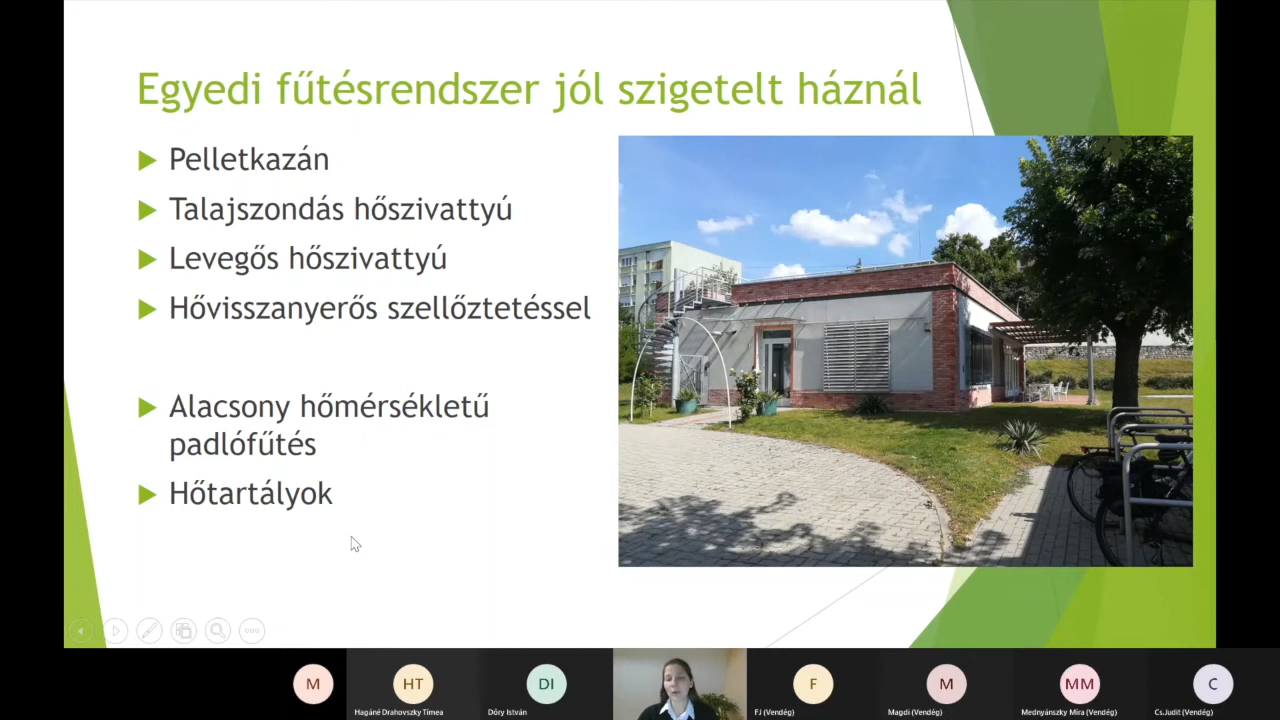 Egyedi fűtésrendszer jól szigetelt háznál
Pelletkazán
Talajszondás hőszivattyú
Levegős hőszivattyú
Hővisszanyerős szellőztetéssel
Alacsony hőmérsékletű
padlófűtés
Hőtartályok
M
HT
DI
F
M
MM
C
Hagáné Drahovszky Tímea
Dőry István
FJ (Vendég)
Magdi (Vendég)
Mednyánszky Míra (Vendég)
Cs.Judit (Vendég)